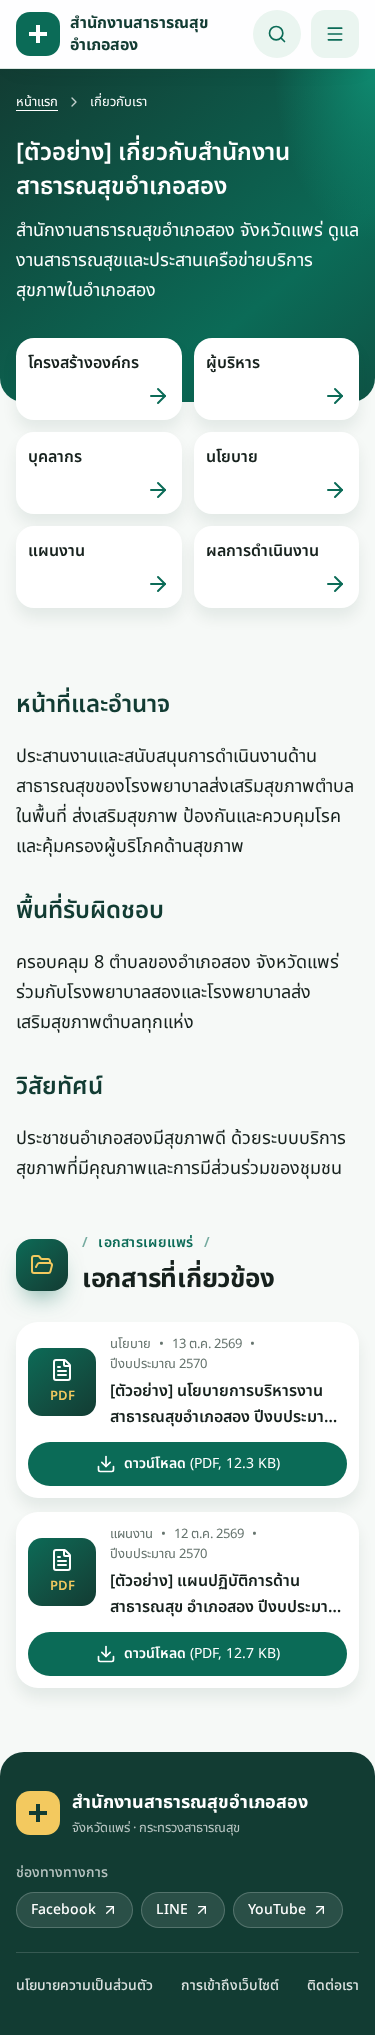 สำนักงานสาธารณสุข
อำเภอสอง
หน้าแรก
เกี่ยวกับเรา
[ตัวอย่าง] เกี่ยวกับสำนักงาน
สาธารณสุขอำเภอสอง
สำนักงานสาธารณสุขอำเภอสอง จังหวัดแพร่ ดูแล
งานสาธารณสุขและประสานเครือข่ายบริการ
สุขภาพในอำเภอสอง
โครงสร้างองค์กร
ผู้บริหาร
บุคลากร
นโยบาย
แผนงาน
ผลการดำเนินงาน
หน้าที่และอำนาจ
ประสานงานและสนับสนุนการดำเนินงานด้าน
สาธารณสุขของโรงพยาบาลส่งเสริมสุขภาพตำบล
ในพื้นที่ ส่งเสริมสุขภาพ ป้องกันและควบคุมโรค
และคุ้มครองผู้บริโภคด้านสุขภาพ
พื้นที่รับผิดชอบ
ครอบคลุม 8 ตำบลของอำเภอสอง จังหวัดแพร่
ร่วมกับโรงพยาบาลสองและโรงพยาบาลส่ง
เสริมสุขภาพตำบลทุกแห่ง
วิสัยทัศน์
ประชาชนอำเภอสองมีสุขภาพดี ด้วยระบบบริการ
สุขภาพที่มีคุณภาพและการมีส่วนร่วมของชุมชน
/ เอกสารเผยแพร่ /
เอกสารที่เกี่ยวข้อง
นโยบาย • 13 ต.ค. 2569 •
ปีงบประมาณ 2570
PDF
[ตัวอย่าง] นโยบายการบริหารงาน
สาธารณสุขอำเภอสอง ปีงบประมา…
ดาวน์โหลด (PDF, 12.3 KB)
แผนงาน • 12 ต.ค. 2569 •
ปีงบประมาณ 2570
PDF
[ตัวอย่าง] แผนปฏิบัติการด้าน
สาธารณสุข อำเภอสอง ปีงบประมา…
ดาวน์โหลด (PDF, 12.7 KB)
สำนักงานสาธารณสุขอำเภอสอง
จังหวัดแพร่ · กระทรวงสาธารณสุข
ช่องทางทางการ
Facebook
LINE
YouTube
นโยบายความเป็นส่วนตัว
การเข้าถึงเว็บไซต์
ติดต่อเรา